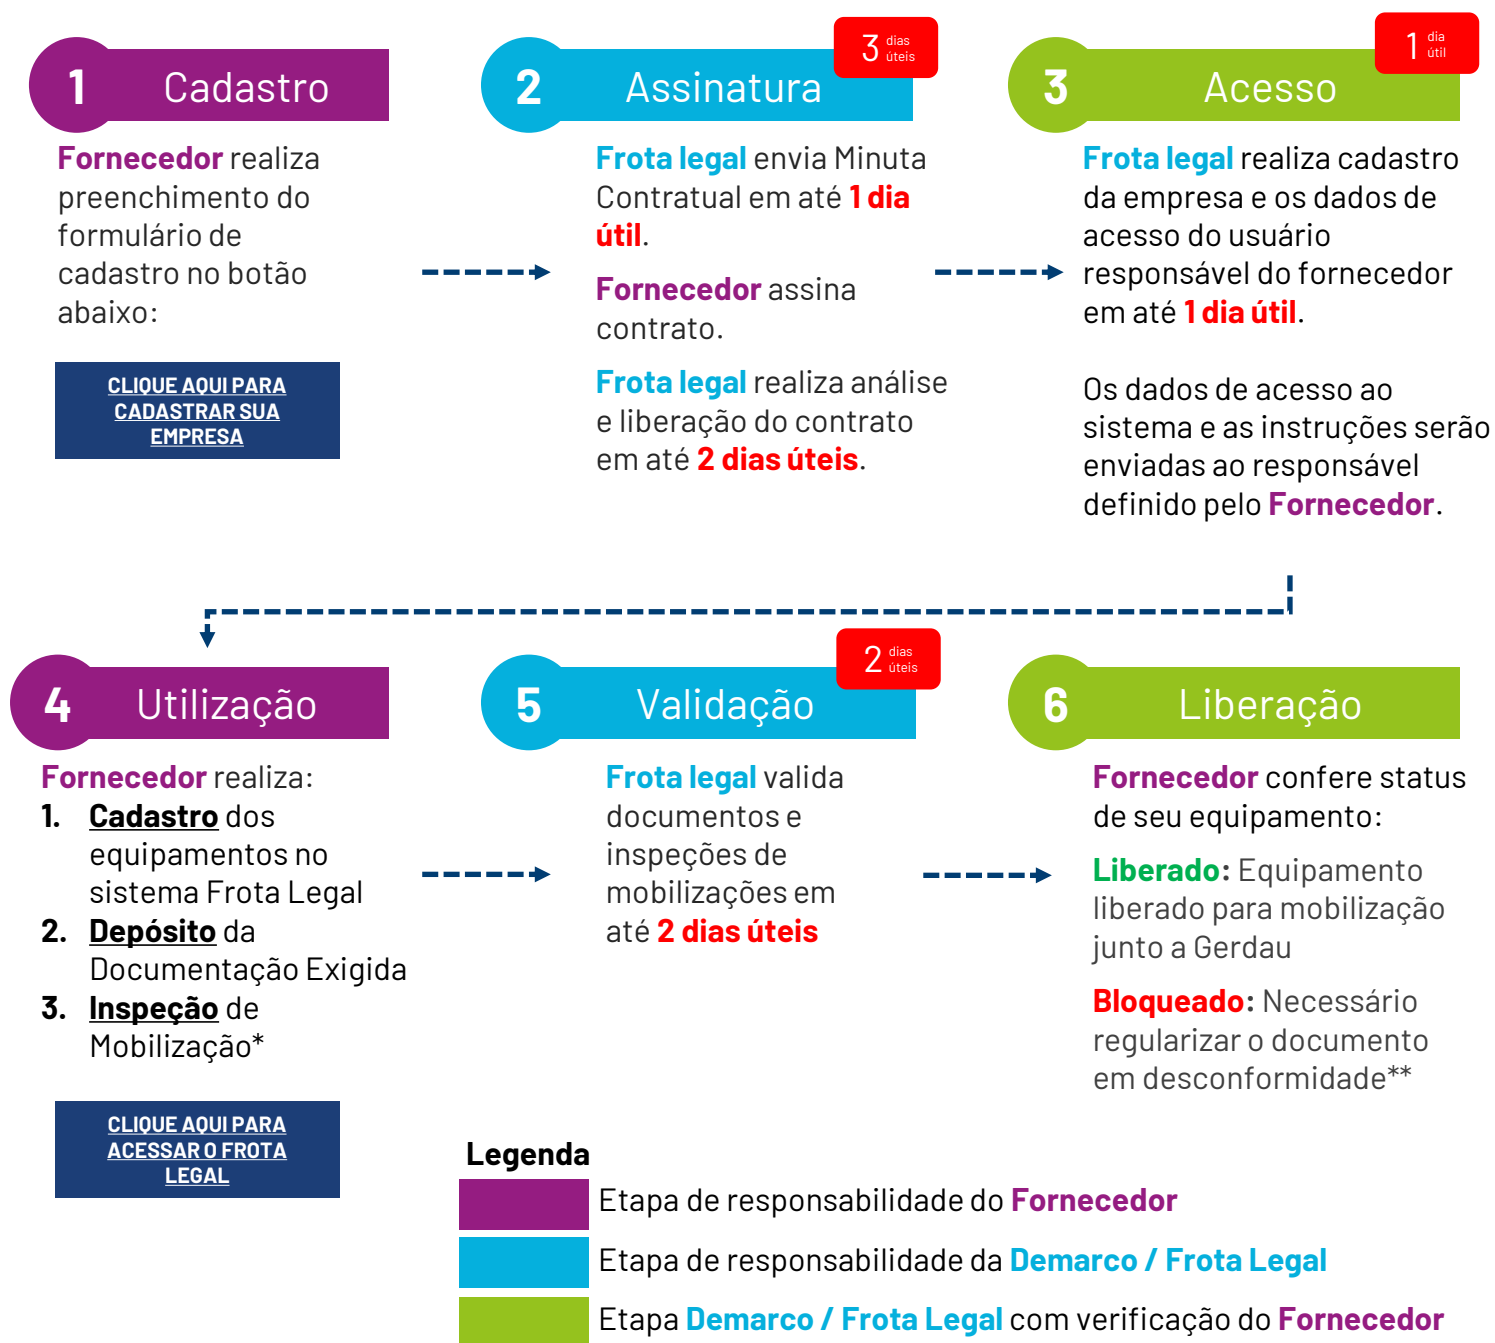 1 Cadastro
Fornecedor realiza
preenchimento do
formulário de
cadastro no botão
abaixo:
CLIQUE AQUI PARA
CADASTRAR SUA
EMPRESA
2 Assinatura
3 dias
úteis
Frota legal envia Minuta
Contratual em até 1 dia
útil.
Fornecedor assina
contrato.
Frota legal realiza análise
e liberação do contrato
em até 2 dias úteis.
3 Acesso
1 dia
útil
Frota legal realiza cadastro
da empresa e os dados de
acesso do usuário
responsável do fornecedor
em até 1 dia útil.
Os dados de acesso ao
sistema e as instruções serão
enviadas ao responsável
definido pelo Fornecedor.
4 Utilização
Fornecedor realiza:
1. Cadastro dos
equipamentos no
sistema Frota Legal
2. Depósito da
Documentação Exigida
3. Inspeção de
Mobilização*
CLIQUE AQUI PARA
ACESSAR O FROTA
LEGAL
5 Validação
2 dias
úteis
Frota legal valida
documentos e
inspeções de
mobilizações em
até 2 dias úteis
6 Liberação
Fornecedor confere status
de seu equipamento:
Liberado: Equipamento
liberado para mobilização
junto a Gerdau
Bloqueado: Necessário
regularizar o documento
em desconformidade**
Legenda
Etapa de responsabilidade do Fornecedor
Etapa de responsabilidade da Demarco / Frota Legal
Etapa Demarco / Frota Legal com verificação do Fornecedor